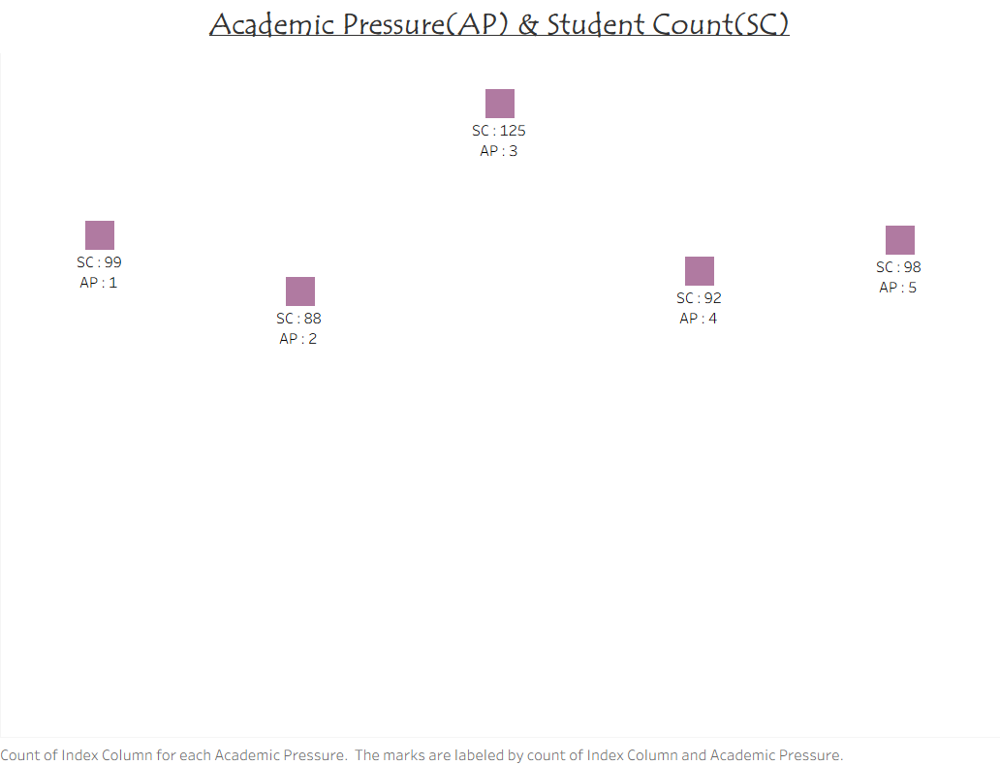 Academic Pressure(AP) & Student Count(SC)
SC : 125
AP : 3
SC : 99
AP : 1
SC : 88
AP : 2
SC : 92
AP : 4
SC : 98
AP : 5
Count of Index Column for each Academic Pressure.  The marks are labeled by count of Index Column and Academic Pressure.